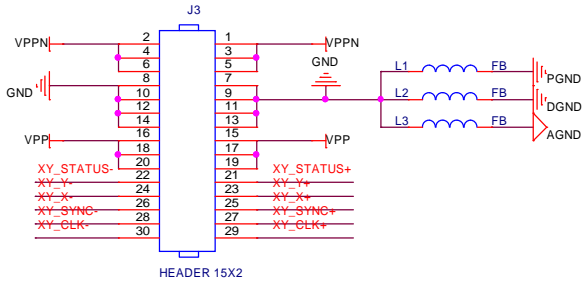 J3
VPPN 2 1 VPPN
4 3
6 5 GND L1 FB PGND
GND 8 7
10 9 L2 FB DGND
12 11
14 13 L3 FB AGND
VPP 16 15 VPP
18 17
XY_STATUS- 20 19 XY_STATUS+
XY_Y- 22 21 XY_Y+
XY_X- 24 23 XY_X+
XY_SYNC- 26 25 XY_SYNC+
XY_CLK- 28 27 XY_CLK+
30 29
HEADER 15X2